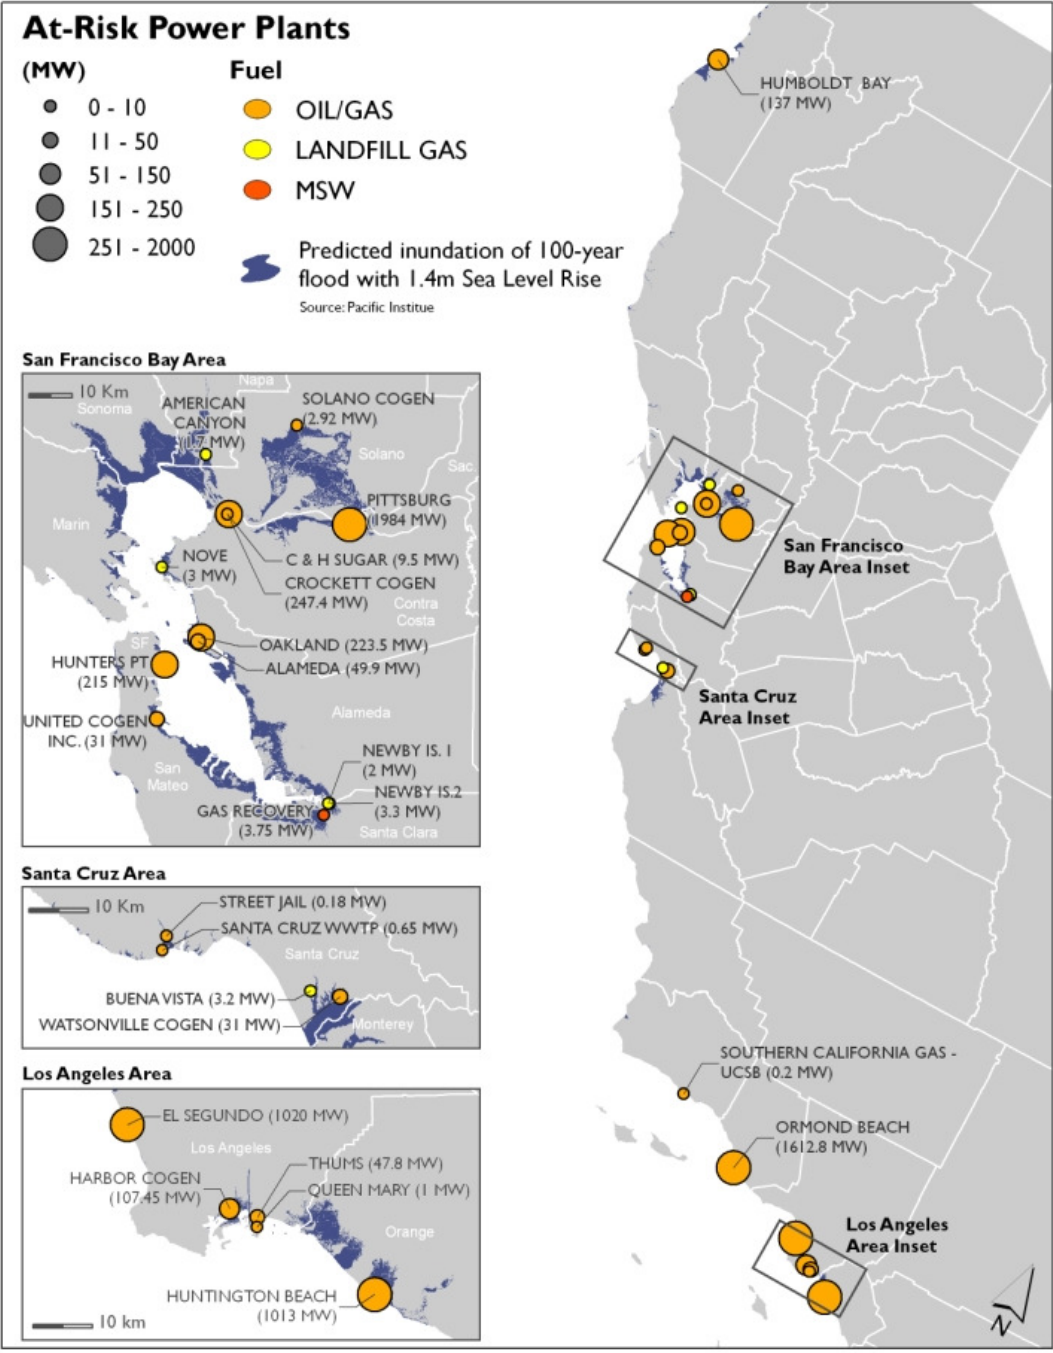 At-Risk Power Plants
(MW)
0 - 10
11 - 50
51 - 150
151 - 250
251 - 2000
Fuel
OIL/GAS
LANDFILL GAS
MSW
Predicted inundation of 100-year
flood with 1.4m Sea Level Rise
Source: Pacific Institue
HUMBOLDT BAY
(137 MW)
San Francisco
Bay Area Inset
Santa Cruz
Area Inset
SOUTHERN CALIFORNIA GAS -
UCSB (0.2 MW)
ORMOND BEACH
(1612.8 MW)
Los Angeles
Area Inset
N
San Francisco Bay Area
10 Km
Napa
Sonoma
AMERICAN
CANYON
(1.7 MW)
SOLANO COGEN
(2.92 MW)
Solano
Sac
PITTSBURG
(1984 MW)
Marin
NOVE
(3 MW)
C & H SUGAR (9.5 MW)
CROCKETT COGEN
(247.4 MW)
Contra
Costa
SF
OAKLAND (223.5 MW)
ALAMEDA (49.9 MW)
HUNTERS PT
(215 MW)
UNITED COGEN
INC. (31 MW)
Alameda
San
Mateo
NEWBY IS. 1
(2 MW)
NEWBY IS.2
(3.3 MW)
GAS RECOVERY
(3.75 MW)
Santa Clara
Santa Cruz Area
10 Km
STREET JAIL (0.18 MW)
SANTA CRUZ WWTP (0.65 MW)
Santa Cruz
BUENA VISTA (3.2 MW)
WATSONVILLE COGEN (31 MW)
Monterey
Los Angeles Area
EL SEGUNDO (1020 MW)
Los Angeles
THUMS (47.8 MW)
HARBOR COGEN
(107.45 MW)
QUEEN MARY (1 MW)
Orange
HUNTINGTON BEACH
(1013 MW)
10 km